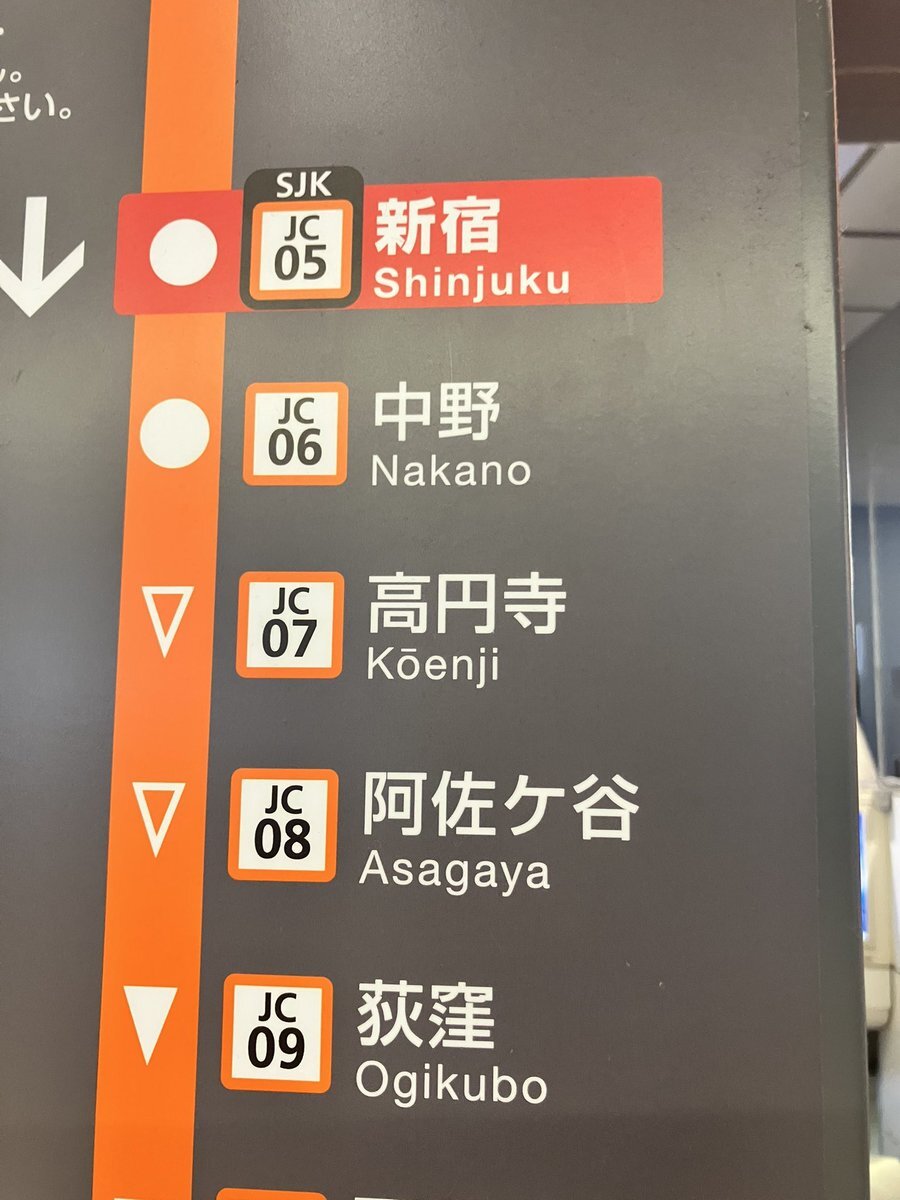 さい。
SJK
JC
05
新宿
Shinjuku
JC
06
中野
Nakano
JC
07
高円寺
Kōenji
JC
08
阿佐ケ谷
Asagaya
JC
09
荻窪
Ogikubo